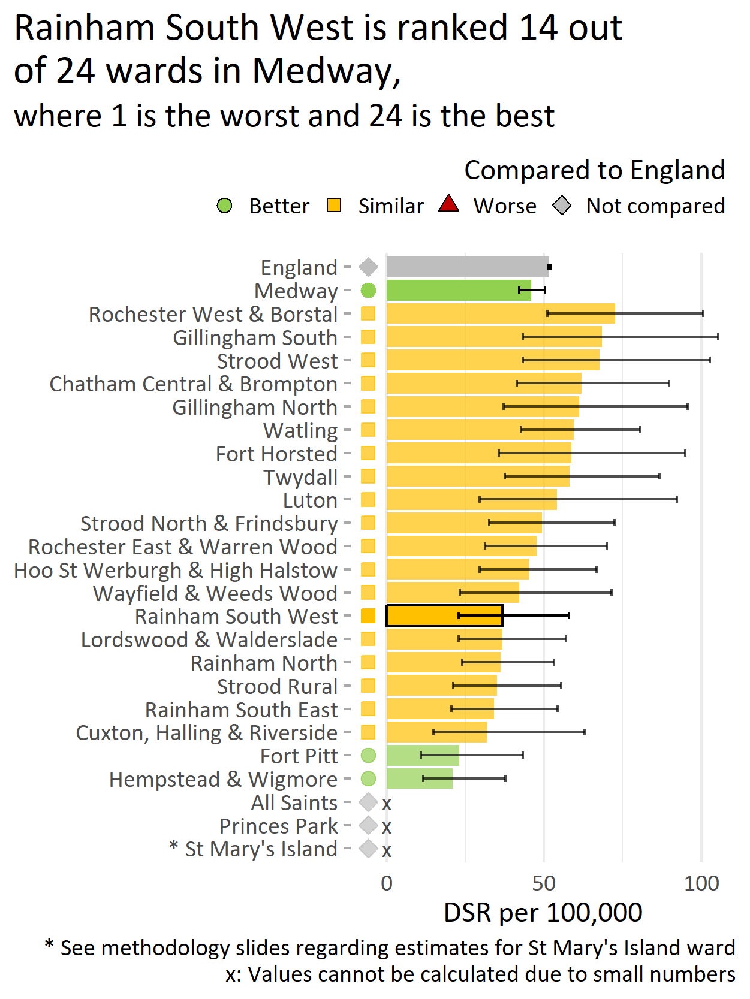 Rainham South West is ranked 14 out
of 24 wards in Medway,
where 1 is the worst and 24 is the best
Compared to England
Better Similar Worse Not compared
England
Medway
Rochester West & Borstal
Gillingham South
Strood West
Chatham Central & Brompton
Gillingham North
Watling
Fort Horsted
Twydall
Luton
Strood North & Frindsbury
Rochester East & Warren Wood
Hoo St Werburgh & High Halstow
Wayfield & Weeds Wood
Rainham South West
Lordswood & Walderslade
Rainham North
Strood Rural
Rainham South East
Cuxton, Halling & Riverside
Fort Pitt
Hempstead & Wigmore
All Saints x
Princes Park x
* St Mary's Island x
0 50 100
DSR per 100,000
* See methodology slides regarding estimates for St Mary's Island ward
x: Values cannot be calculated due to small numbers